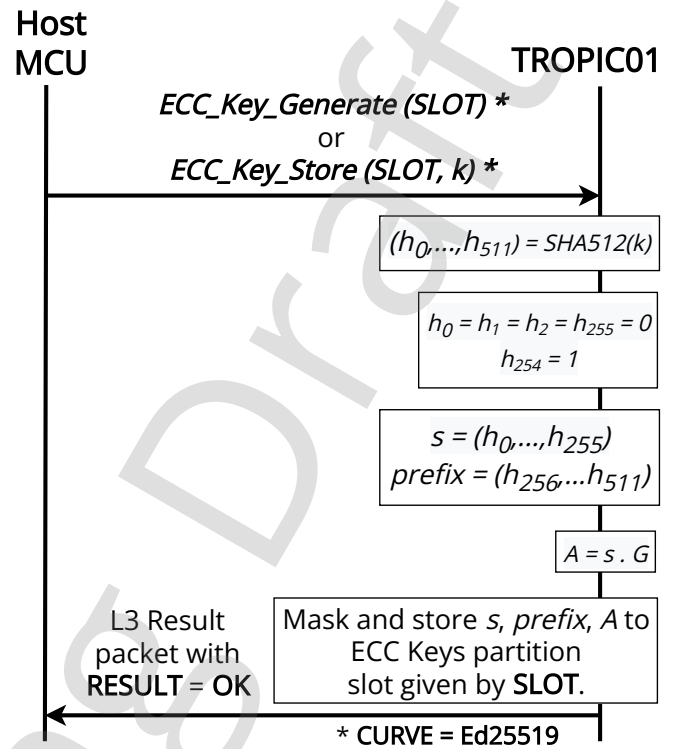 Host
MCU
TROPIC01
ECC_Key_Generate (SLOT) *
or
ECC_Key_Store (SLOT, k) *
(h0,...,h511) = SHA512(k)
h0 = h1 = h2 = h255 = 0
h254 = 1
s = (h0,...,h255)
prefix = (h256,...h511)
A = s . G
Mask and store s, prefix, A to
ECC Keys partition
slot given by SLOT.
L3 Result
packet with
RESULT = OK
* CURVE = Ed25519
g Draft